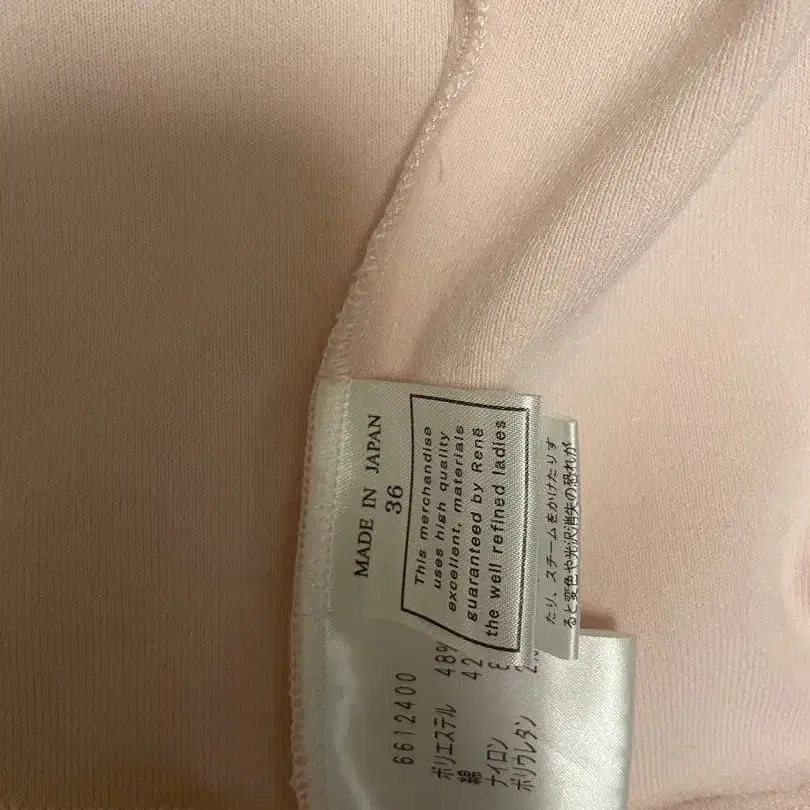 MADE IN JAPAN
36
This merchandise
uses high quality
excellent, materials
guaranteed by René
the well refined ladies
たり、スチームをかけたりす
ると変色や光沢消失の恐れが
6612400
ポリエステル 48%
綿 42
ナイロン
ポリウレタン 2%